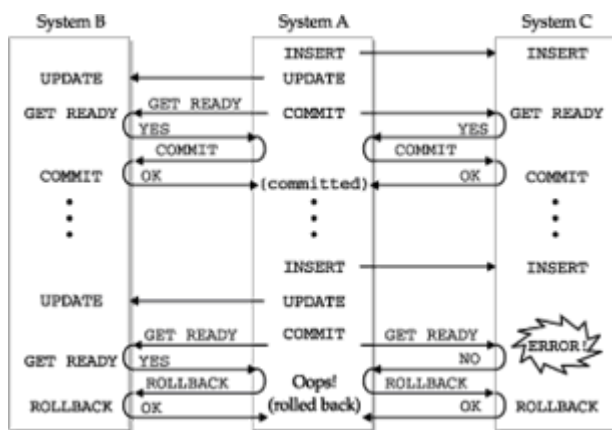 System B System A System C
INSERT INSERT
UPDATE UPDATE
GET READY GET READY COMMIT GET READY
YES YES
COMMIT COMMIT
COMMIT OK (committed) OK COMMIT
INSERT INSERT
UPDATE UPDATE
GET READY COMMIT GET READY ERROR!
GET READY YES NO
ROLLBACK Oops! ROLLBACK
ROLLBACK OK (rolled back) OK ROLLBACK